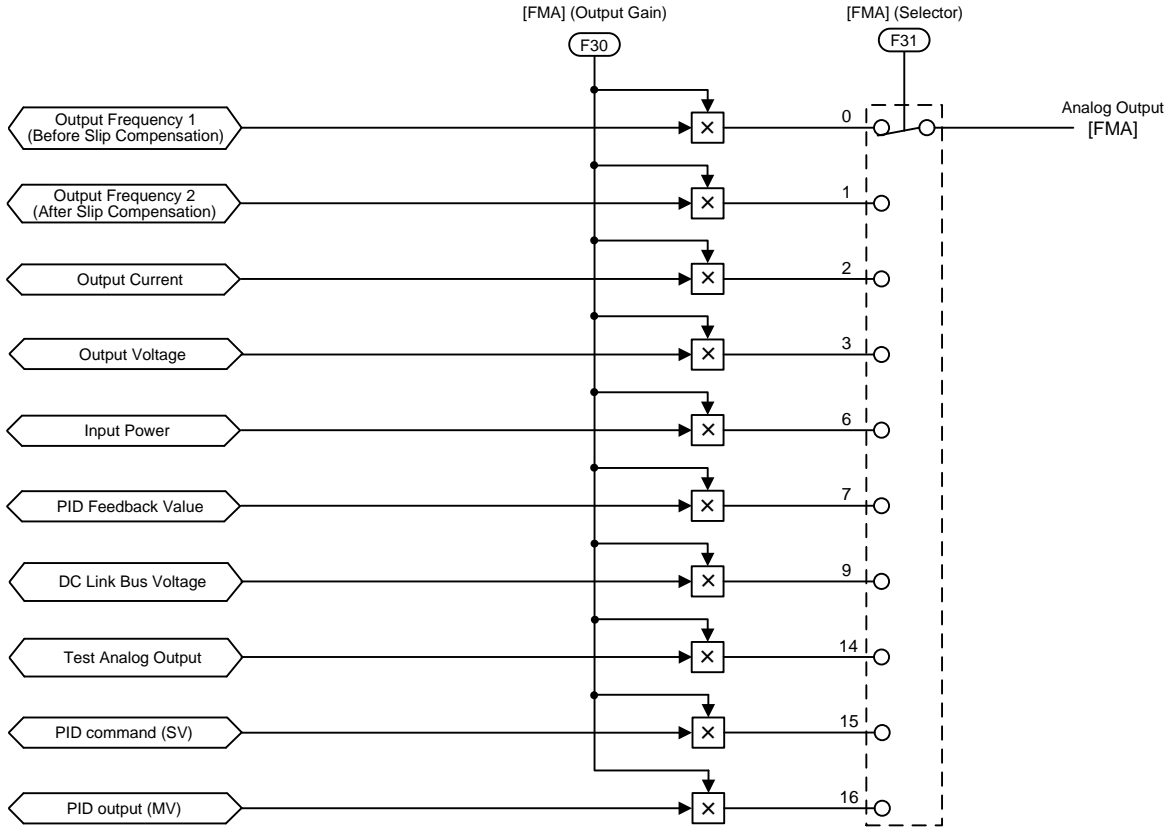 [FMA] (Output Gain)
[FMA] (Selector)
F30
F31
Output Frequency 1
(Before Slip Compensation)
×
0
Analog Output
[FMA]
Output Frequency 2
(After Slip Compensation)
×
1
Output Current
×
2
Output Voltage
×
3
Input Power
×
6
PID Feedback Value
×
7
DC Link Bus Voltage
×
9
Test Analog Output
×
14
PID command (SV)
×
15
PID output (MV)
×
16